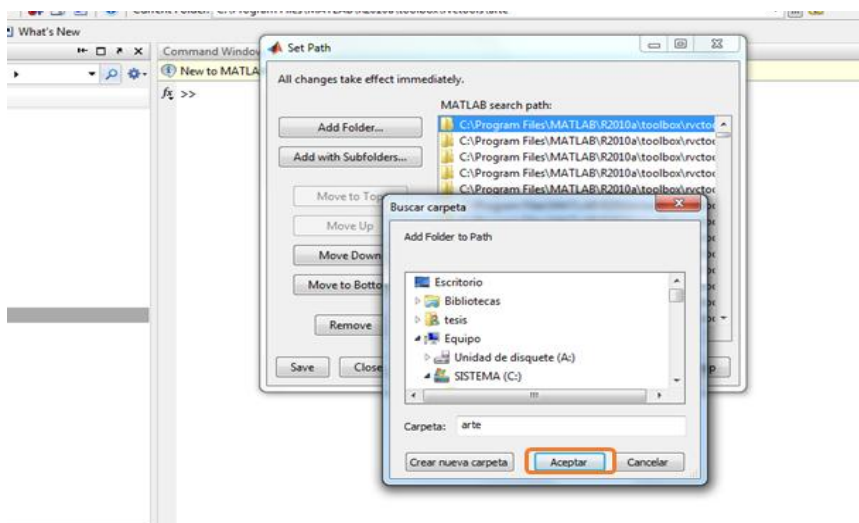 What's New
Command Window
New to MATLA
fx >>
Set Path
All changes take effect immediately.
MATLAB search path:
Add Folder...
Add with Subfolders...
Move to Top
Move Up
Move Down
Move to Botto
Remove
Save
Close
C:\Program Files\MATLAB\R2010a\toolbox\rvctoo
C:\Program Files\MATLAB\R2010a\toolbox\rvctoo
C:\Program Files\MATLAB\R2010a\toolbox\rvctoo
C:\Program Files\MATLAB\R2010a\toolbox\rvctoo
C:\Program Files\MATLAB\R2010a\toolbox\rvctoo
Buscar carpeta
Add Folder to Path
Escritorio
Bibliotecas
tesis
Equipo
Unidad de disquete (A:)
SISTEMA (C:)
Carpeta: arte
Crear nueva carpeta
Aceptar
Cancelar